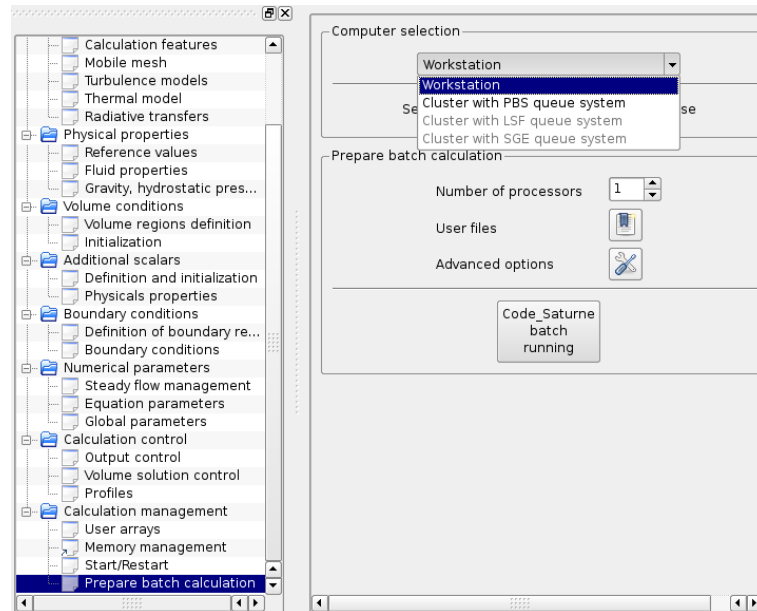 Calculation features
Mobile mesh
Turbulence models
Thermal model
Radiative transfers
Physical properties
Reference values
Fluid properties
Gravity, hydrostatic pres...
Volume conditions
Volume regions definition
Initialization
Additional scalars
Definition and initialization
Physicals properties
Boundary conditions
Definition of boundary re...
Boundary conditions
Numerical parameters
Steady flow management
Equation parameters
Global parameters
Calculation control
Output control
Volume solution control
Profiles
Calculation management
User arrays
Memory management
Start/Restart
Prepare batch calculation
Computer selection
Workstation
Workstation
Cluster with PBS queue system
Cluster with LSF queue system
Cluster with SGE queue system
Se
se
Prepare batch calculation
Number of processors 1
User files
Advanced options
Code_Saturne
batch
running